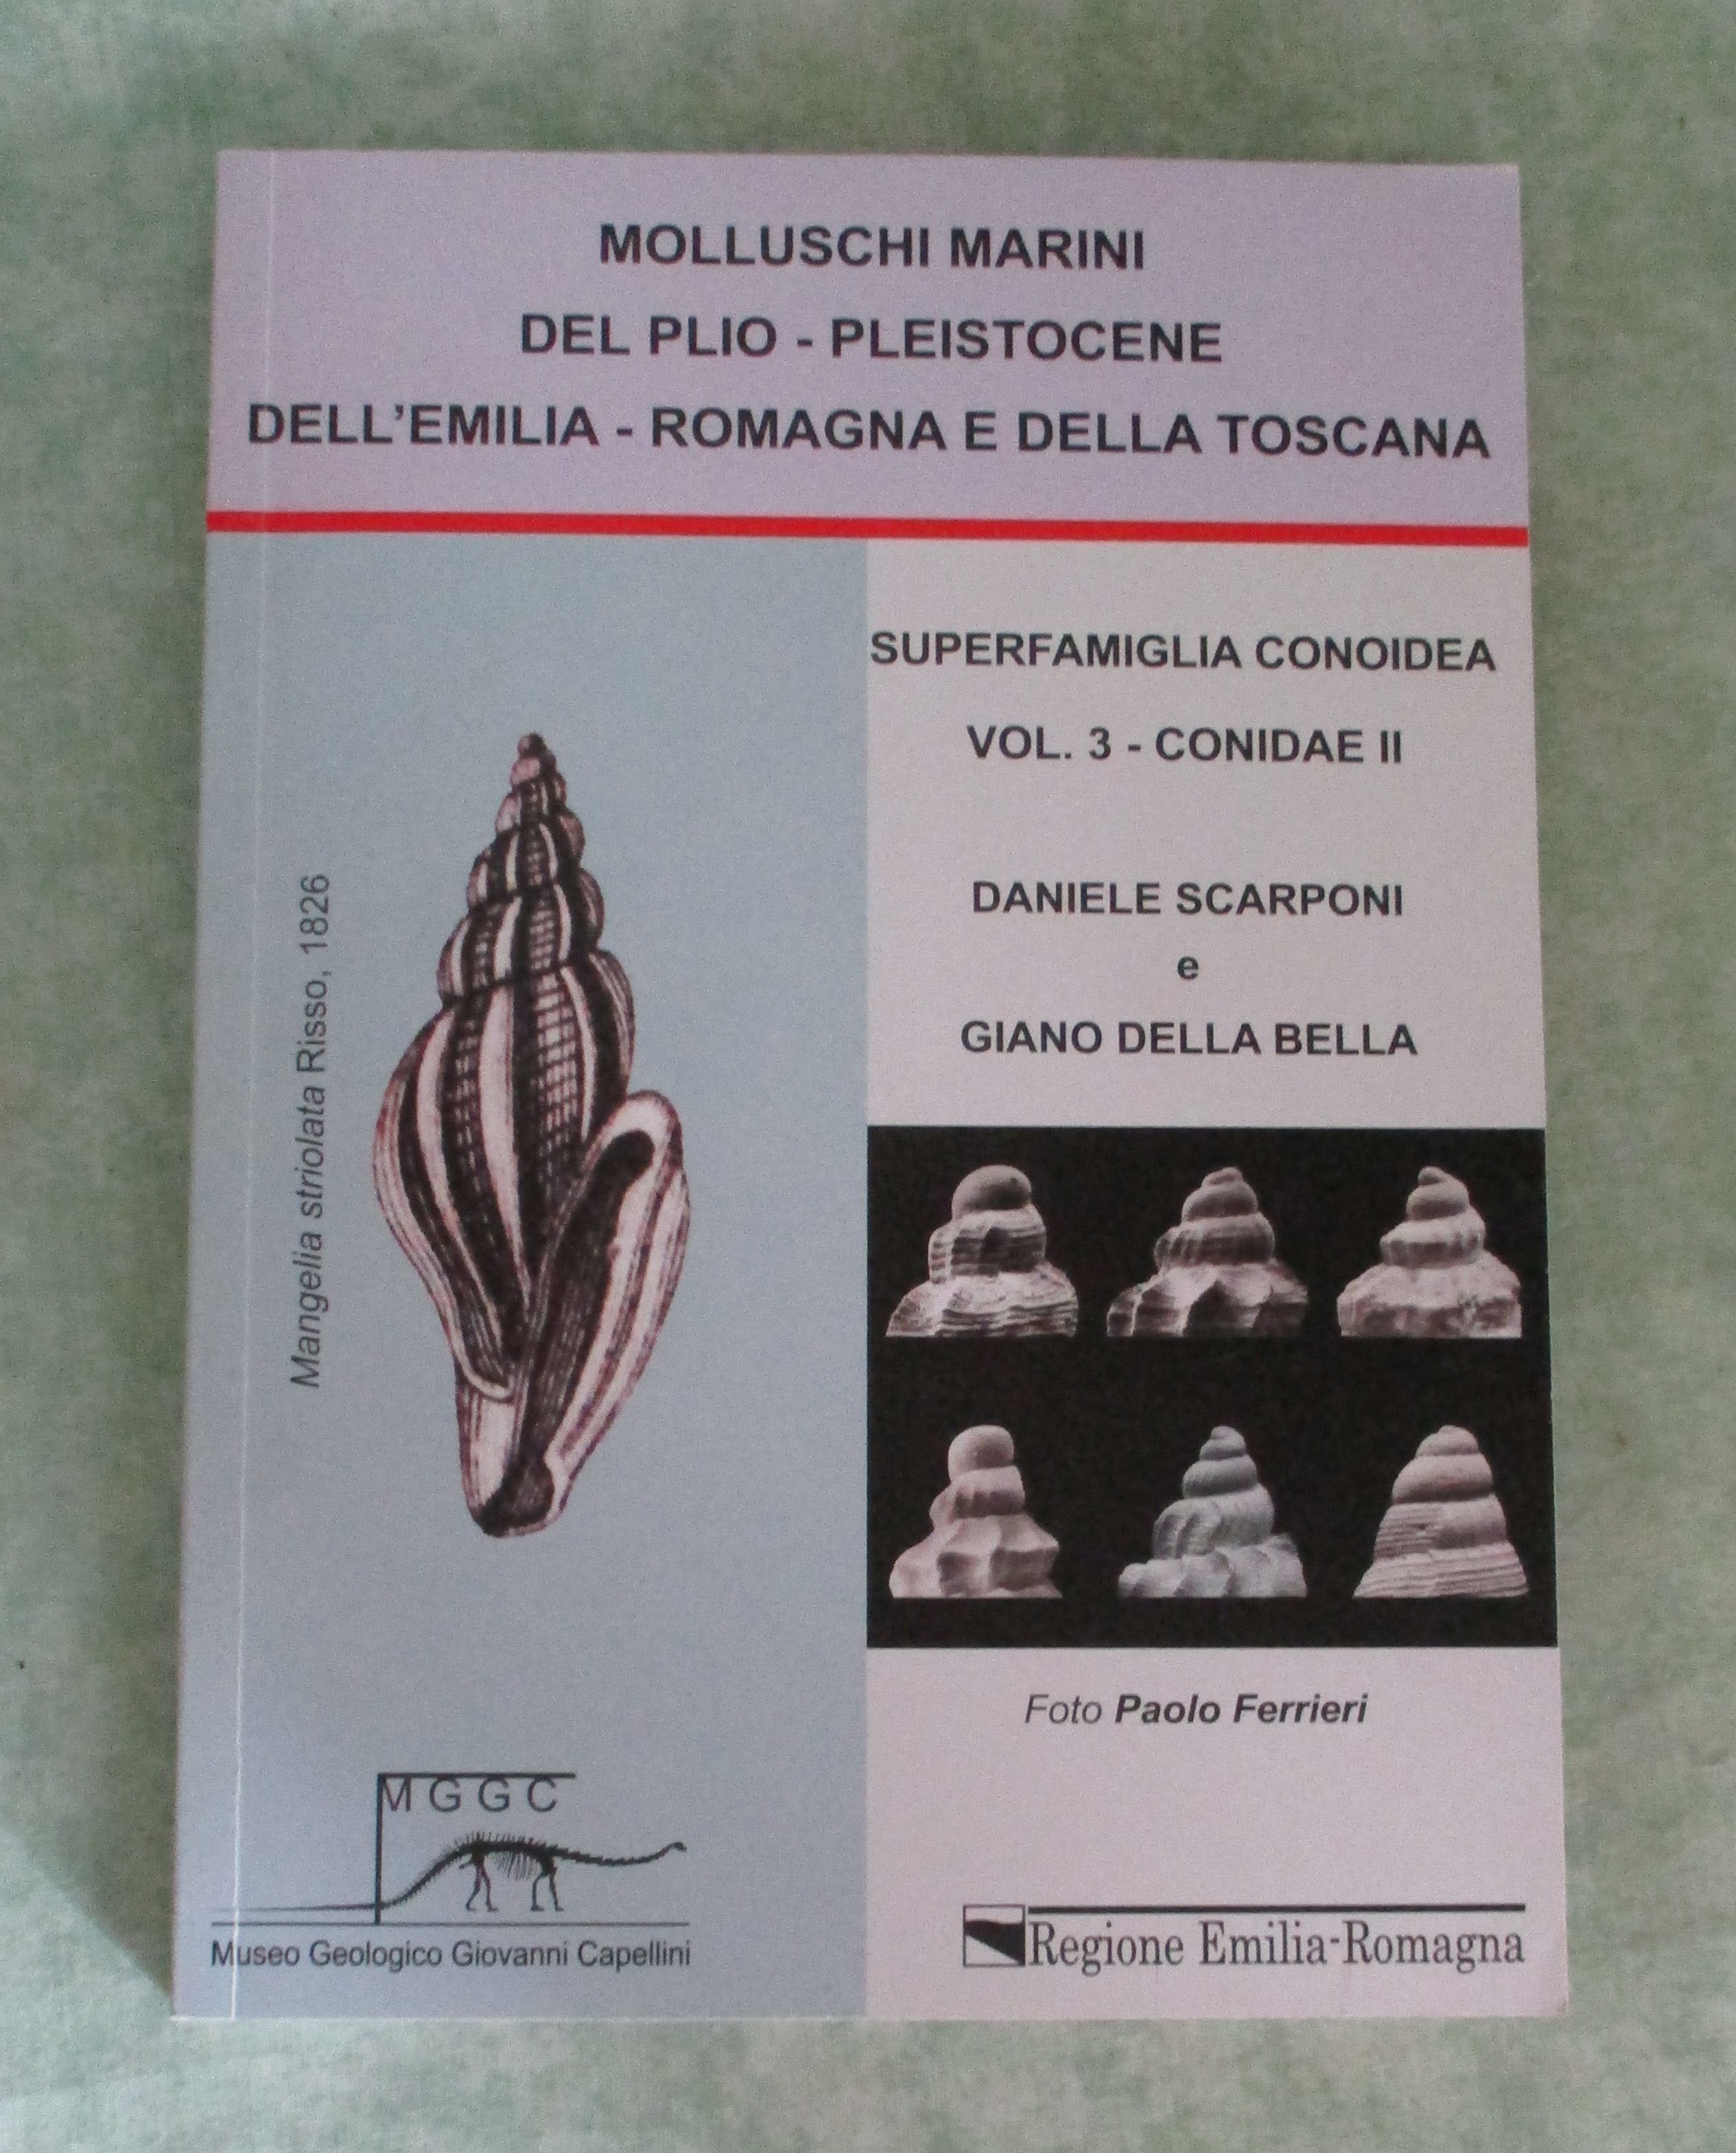 MOLLUSCHI MARINI
DEL PLIO - PLEISTOCENE
DELL'EMILIA - ROMAGNA E DELLA TOSCANA
SUPERFAMIGLIA CONOIDEA
VOL. 3 - CONIDAE II
DANIELE SCARPONI
e
GIANO DELLA BELLA
Mangelia striolata Risso, 1826
Foto Paolo Ferrieri
MGGC
Museo Geologico Giovanni Capellini
Regione Emilia-Romagna